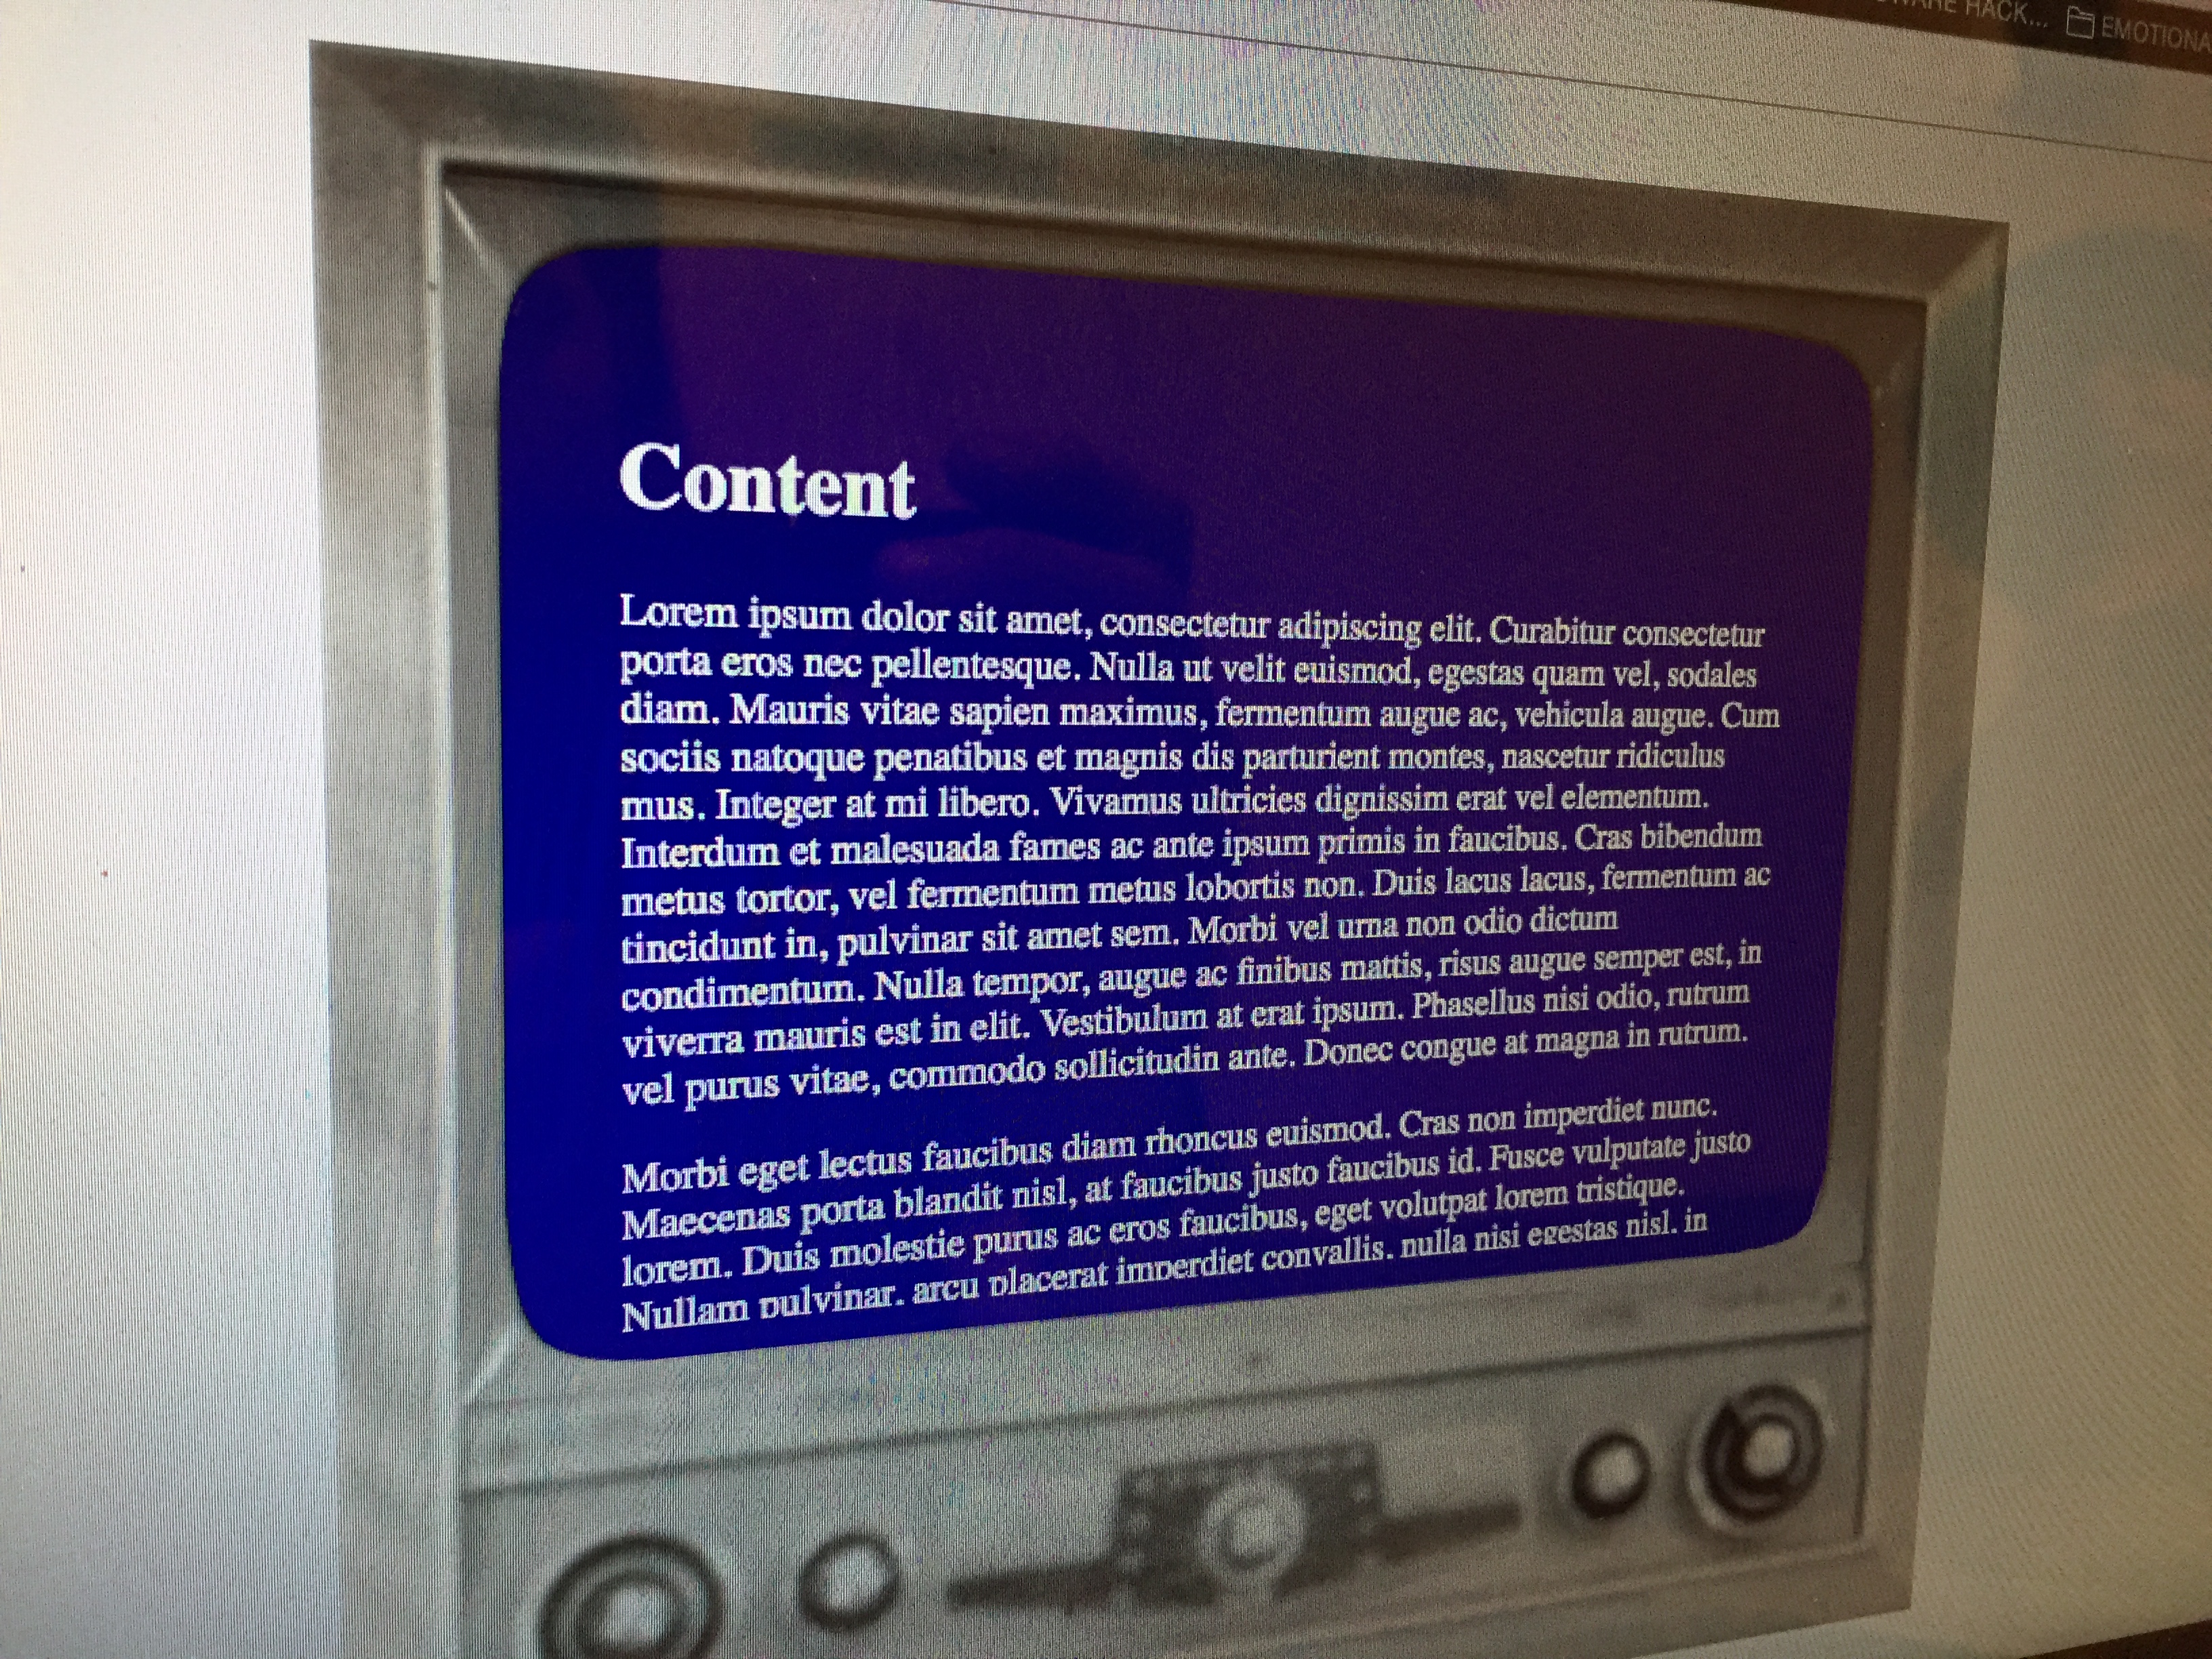 HACK...
EMOTIONA
Content
Lorem ipsum dolor sit amet, consectetur adipiscing elit. Curabitur consectetur
porta eros nec pellentesque. Nulla ut velit euismod, egestas quam vel, sodales
diam. Mauris vitae sapien maximus, fermentum augue ac, vehicula augue. Cum
sociis natoque penatibus et magnis dis parturient montes, nascetur ridiculus
mus. Integer at mi libero. Vivamus ultricies dignissim erat vel elementum.
Interdum et malesuada fames ac ante ipsum primis in faucibus. Cras bibendum
metus tortor, vel fermentum metus lobortis non. Duis lacus lacus, fermentum ac
tincidunt in, pulvinar sit amet sem. Morbi vel urna non odio dictum
condimentum. Nulla tempor, augue ac finibus mattis, risus augue semper est, in
viverra mauris est in elit. Vestibulum at erat ipsum. Phasellus nisi odio, rutrum
vel purus vitae, commodo sollicitudin ante. Donec congue at magna in rutrum.
Morbi eget lectus faucibus diam rhoncus euismod. Cras non imperdiet nunc.
Maecenas porta blandit nisl, at faucibus justo faucibus id. Fusce vulputate justo
lorem. Duis molestie purus ac eros faucibus, eget volutpat lorem tristique.
Nullam pulvinar, arcu placerat imperdiet convallis, nulla nisi egestas nisl, in